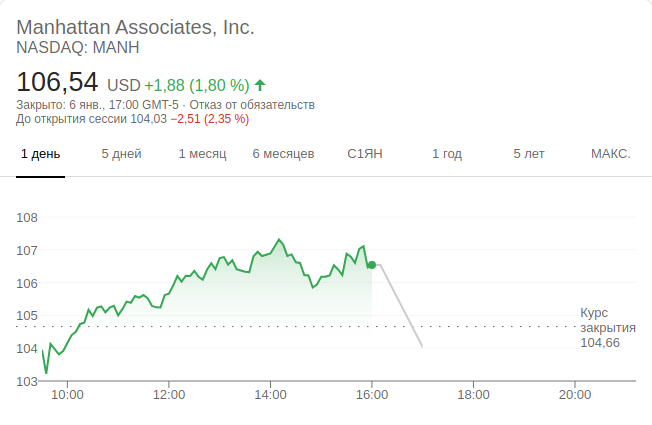 Manhattan Associates, Inc.
NASDAQ: MANH
106,54 USD +1,88 (1,80 %)
Закрыто: 6 янв., 17:00 GMT-5 · Отказ от обязательств
До открытия сессии 104,03 −2,51 (2,35 %)
1 день 5 дней 1 месяц 6 месяцев С1ЯН 1 год 5 лет МАКС.
108
107
106
105
104
103
Курс
закрытия
104,66
10:00 12:00 14:00 16:00 18:00 20:00